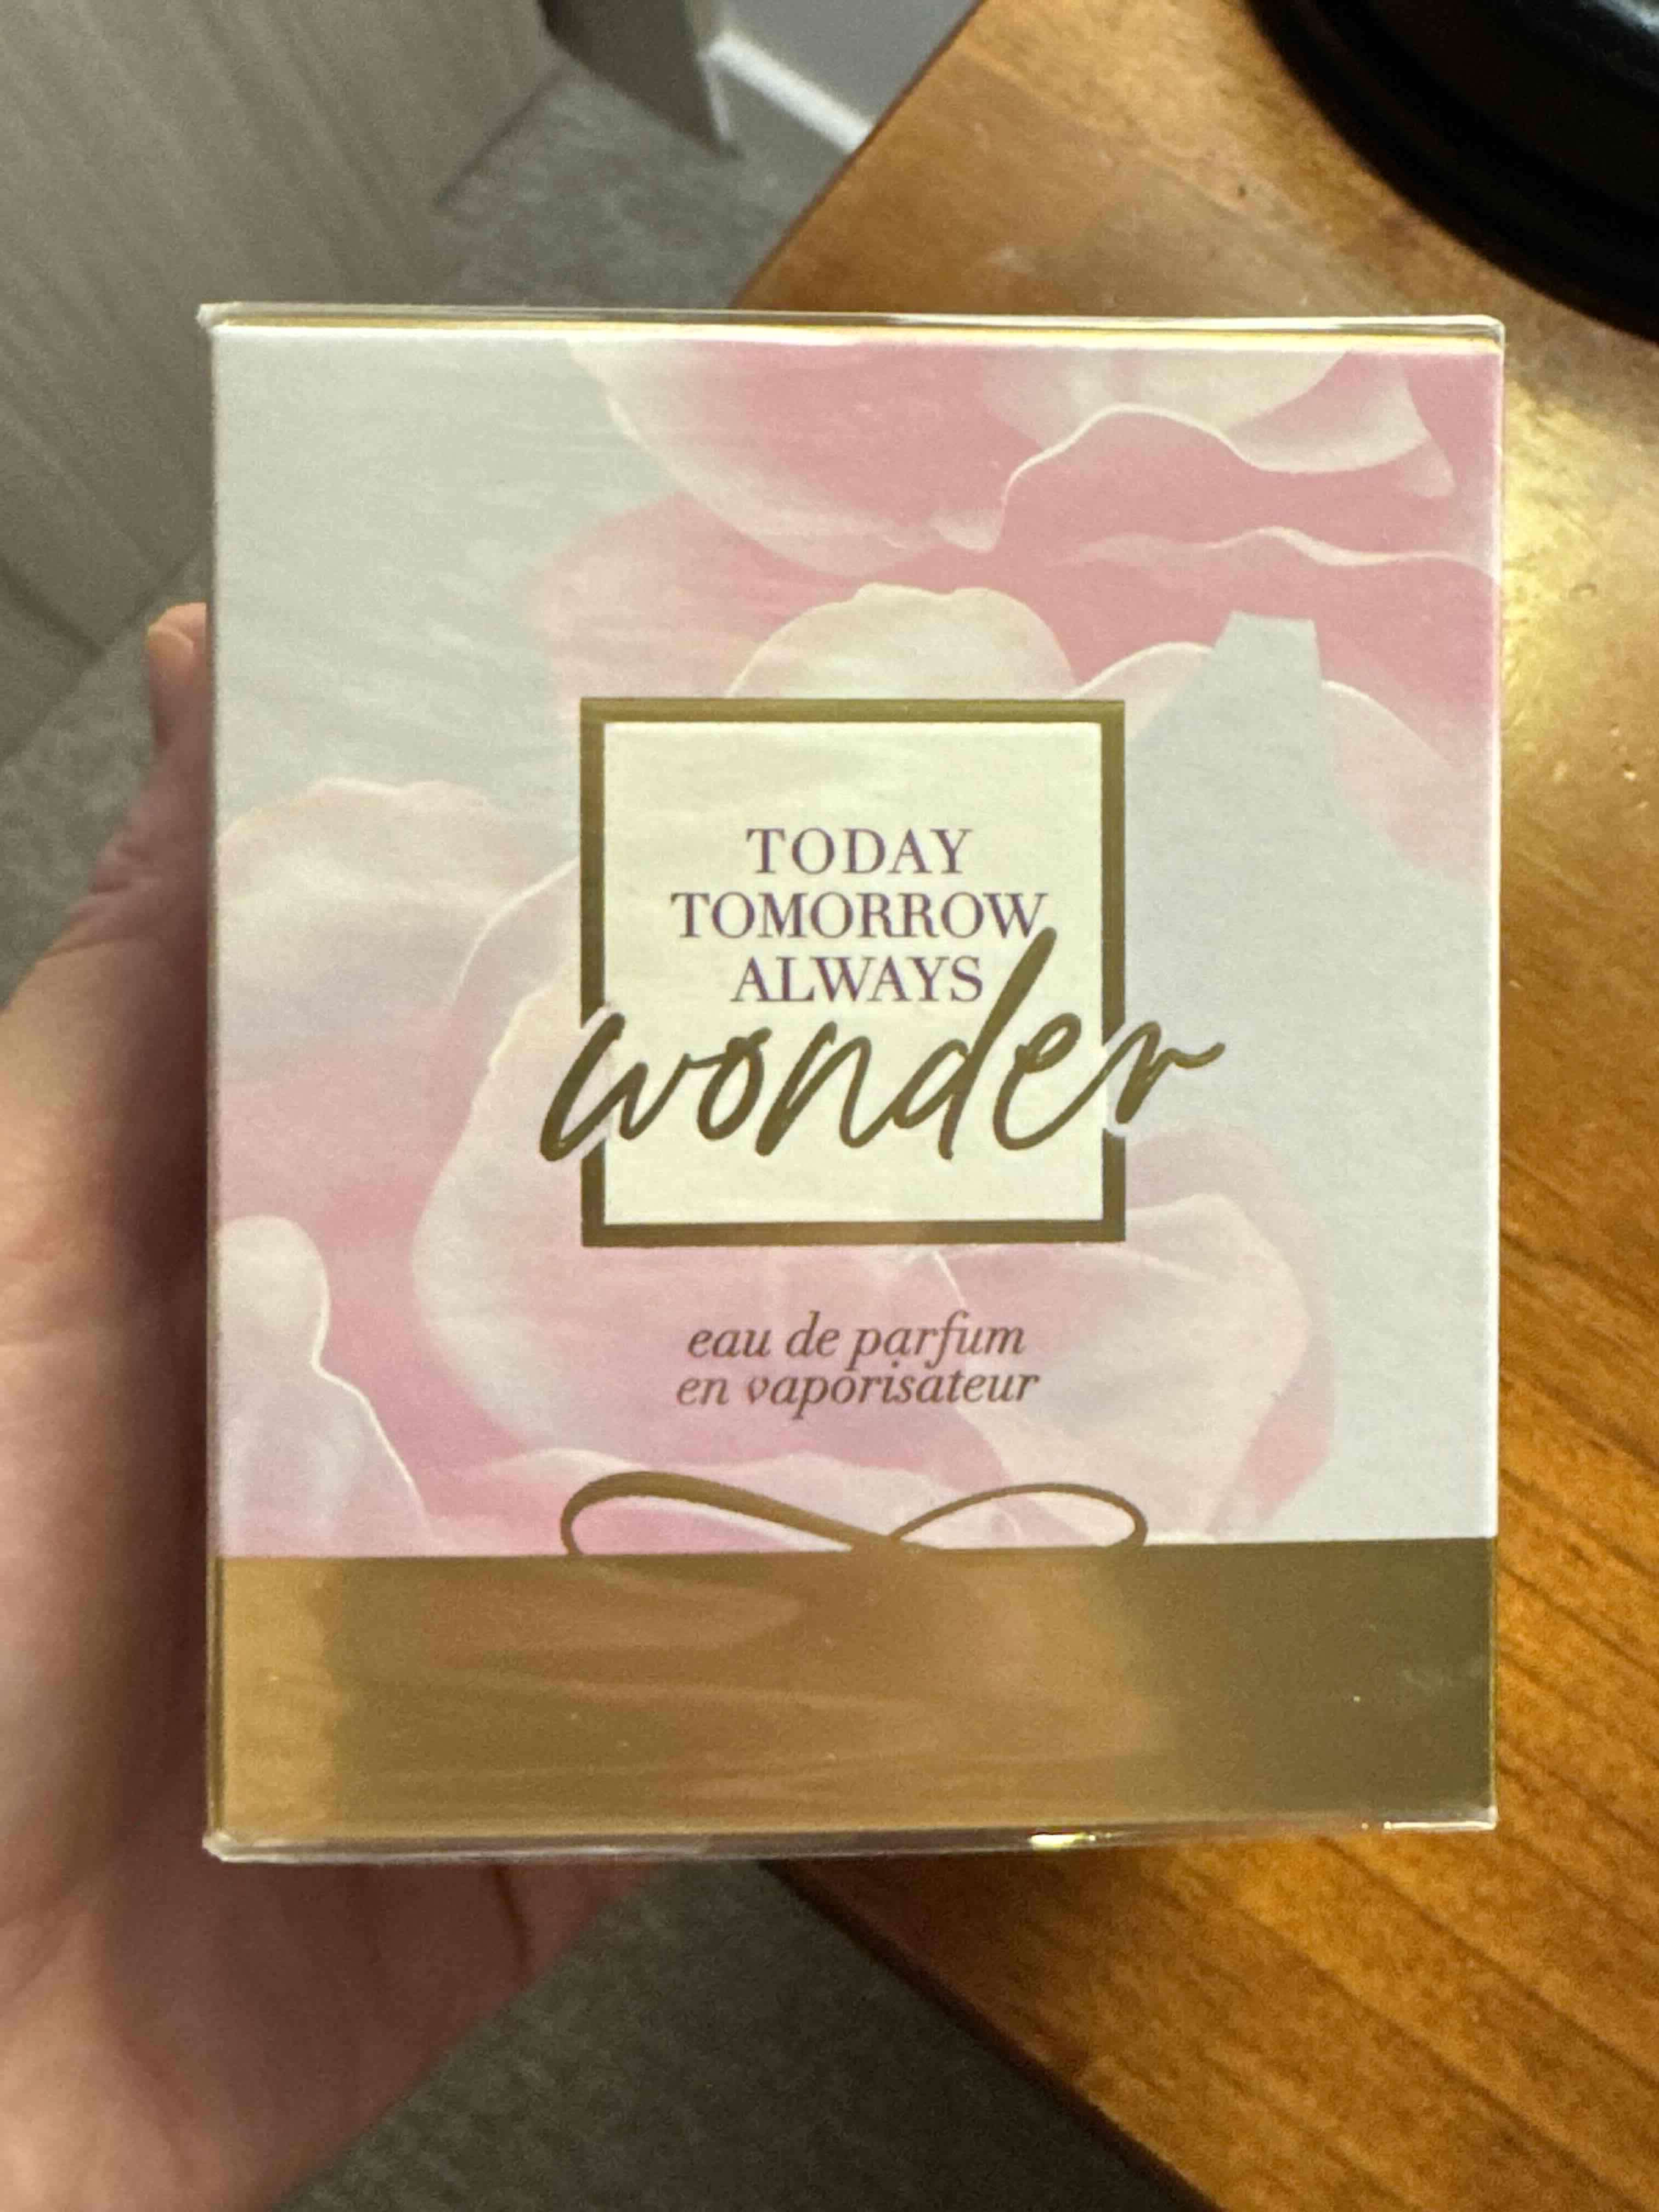 TODAY
TOMORROW
ALWAYS
wonder
eau de parfum
en vaporisateur